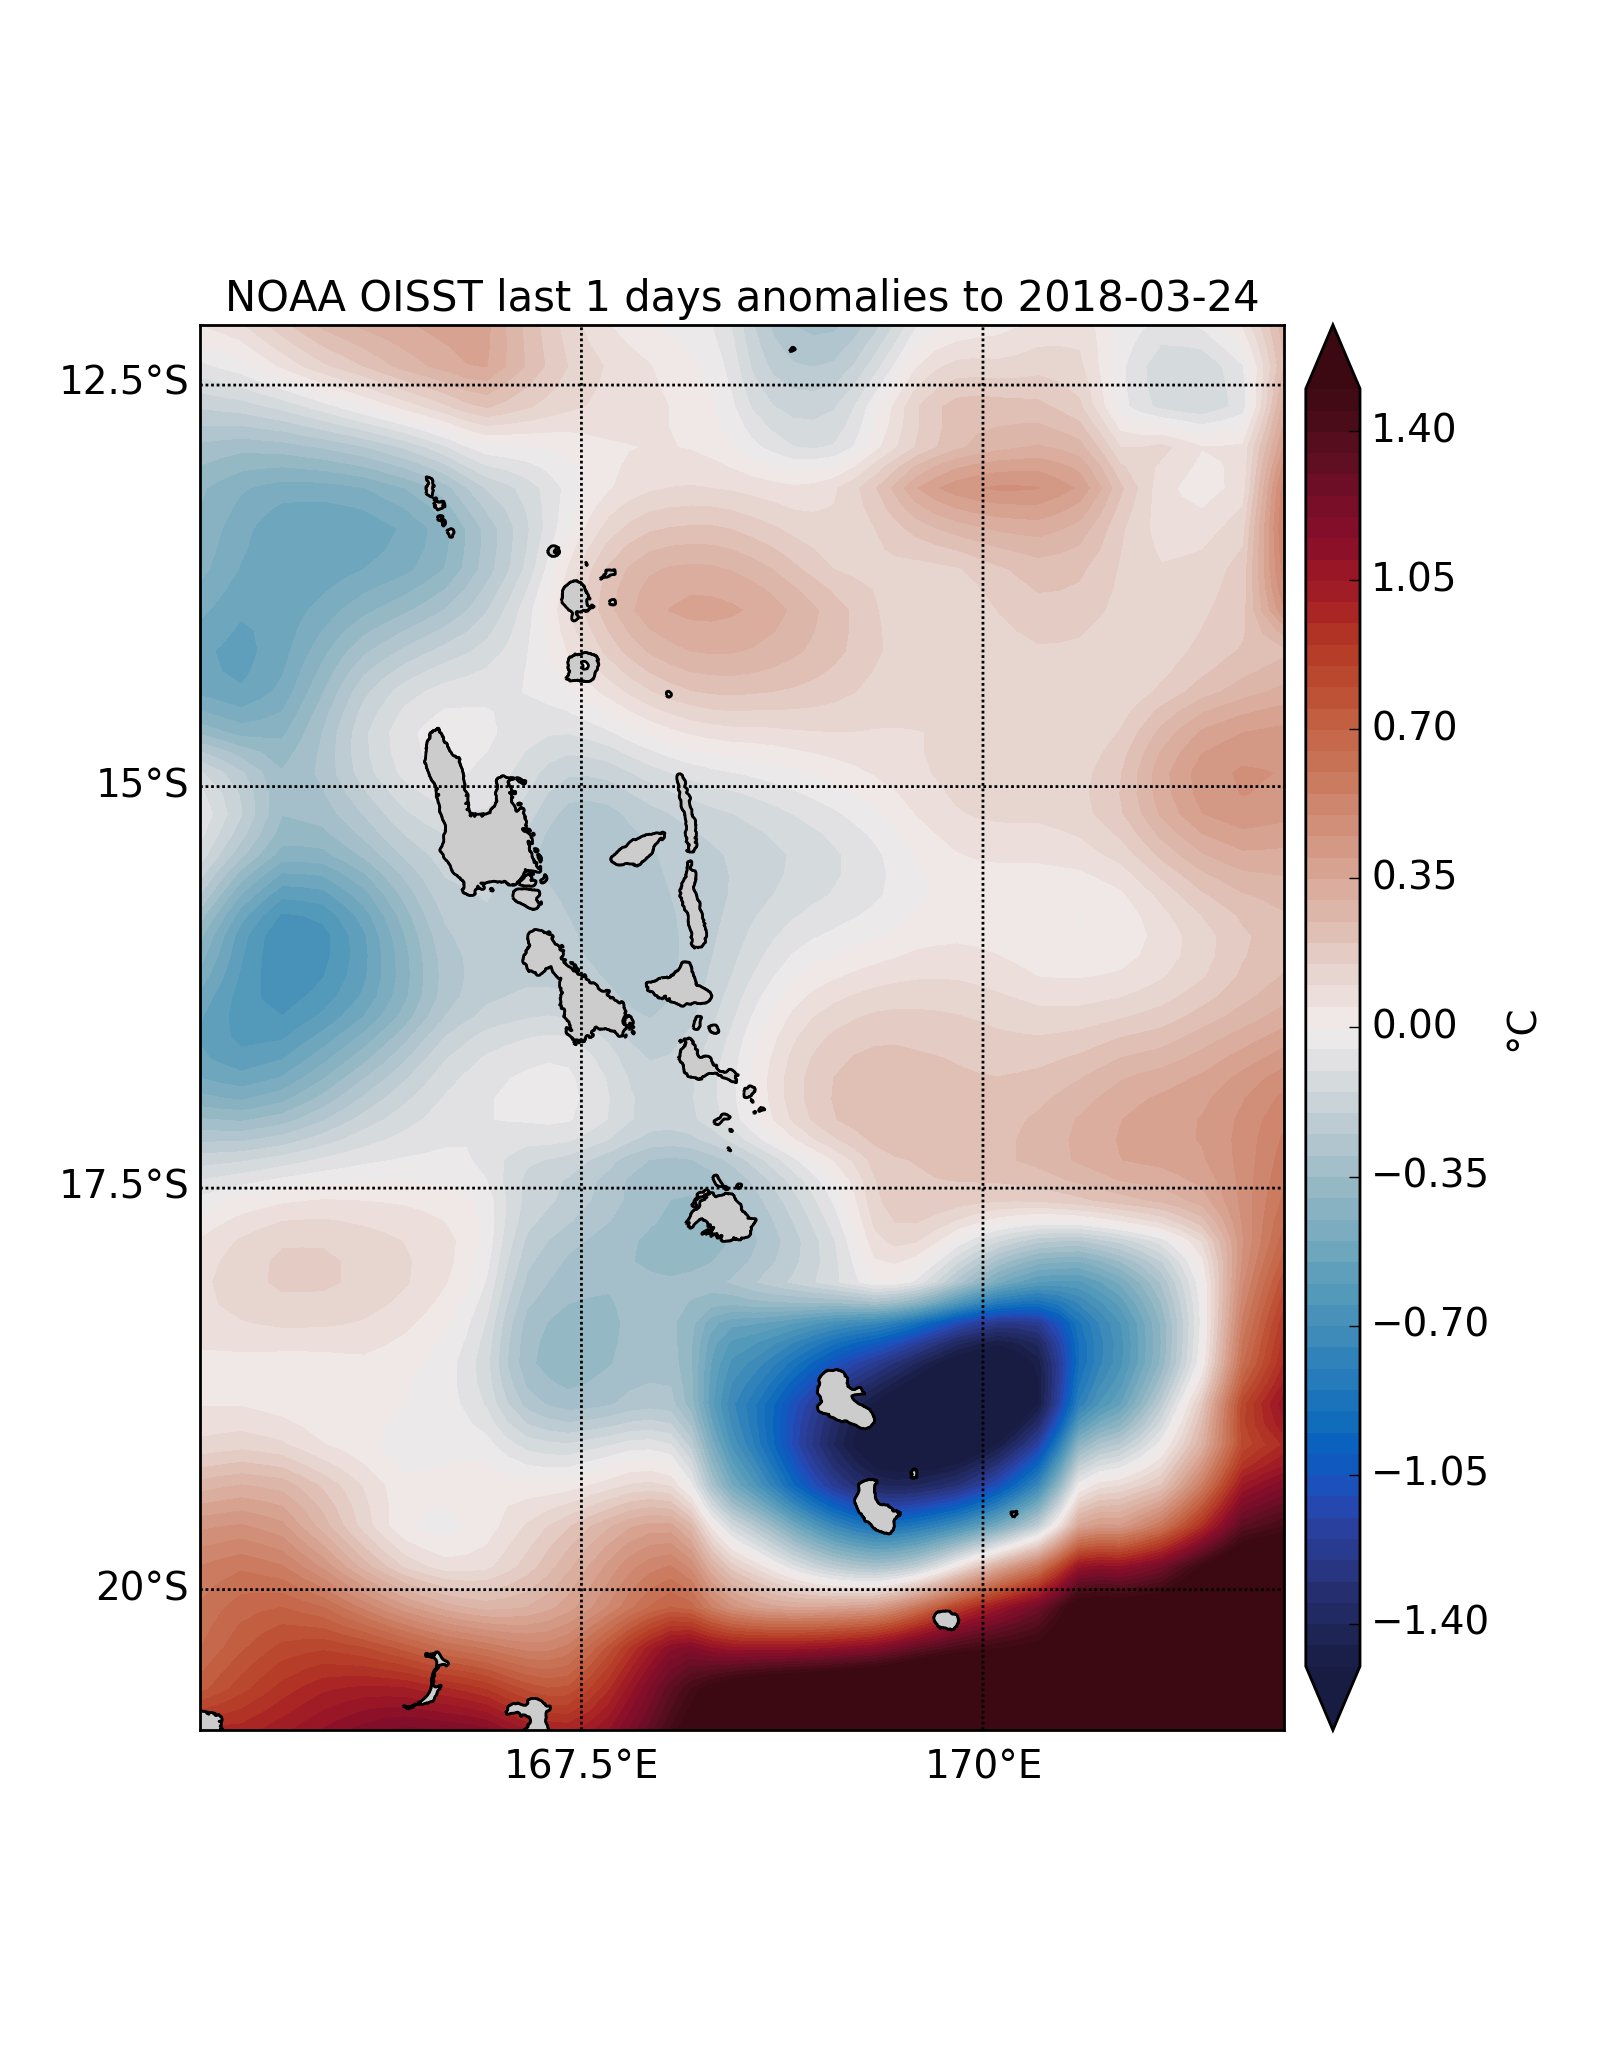 NOAA OISST last 1 days anomalies to 2018-03-24
12.5°S
15°S
17.5°S
20°S
167.5°E
170°E
1.40
1.05
0.70
0.35
0.00
−0.35
−0.70
−1.05
−1.40
°C